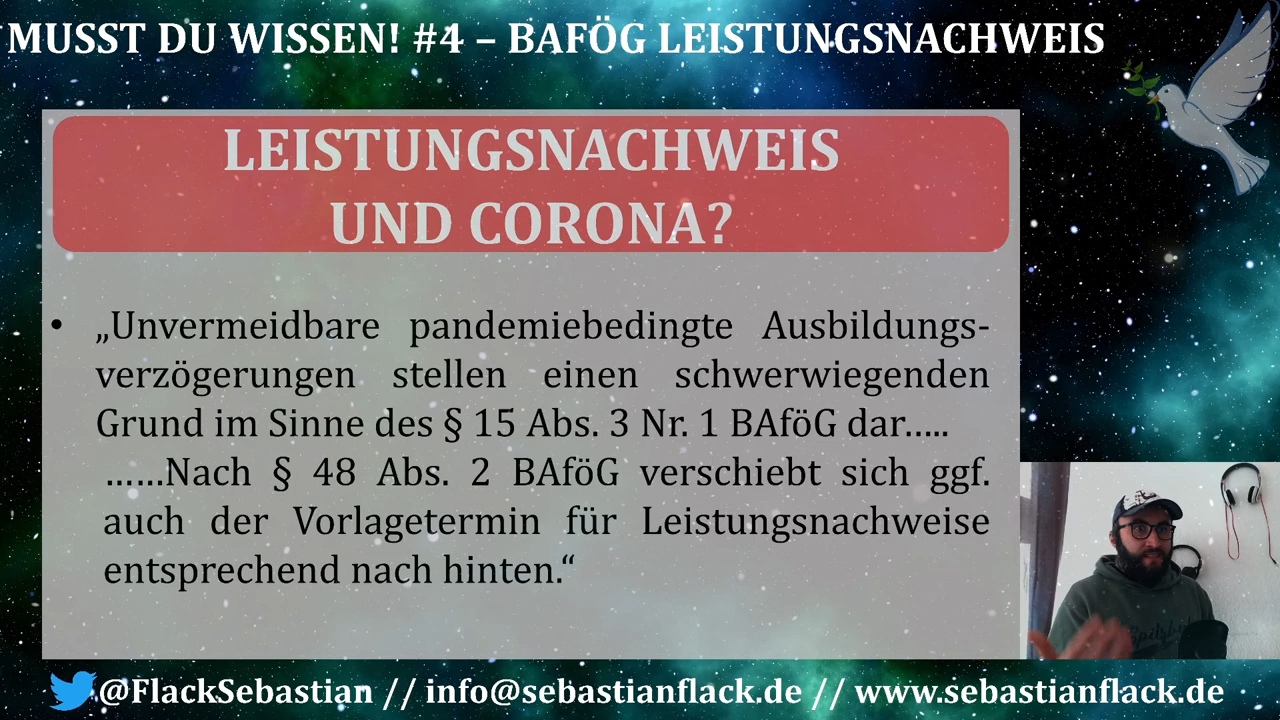 MUSST DU WISSEN! #4 – BAFÖG LEISTUNGSNACHWEIS
LEISTUNGSNACHWEIS
UND CORONA?
• „Unvermeidbare pandemiebedingte Ausbildungs-
verzögerungen stellen einen schwerwiegenden
Grund im Sinne des § 15 Abs. 3 Nr. 1 BAföG dar…..
……Nach § 48 Abs. 2 BAföG verschiebt sich ggf.
auch der Vorlagetermin für Leistungsnachweise
entsprechend nach hinten.“
@FlackSebastian // info@sebastianflack.de // www.sebastianflack.de